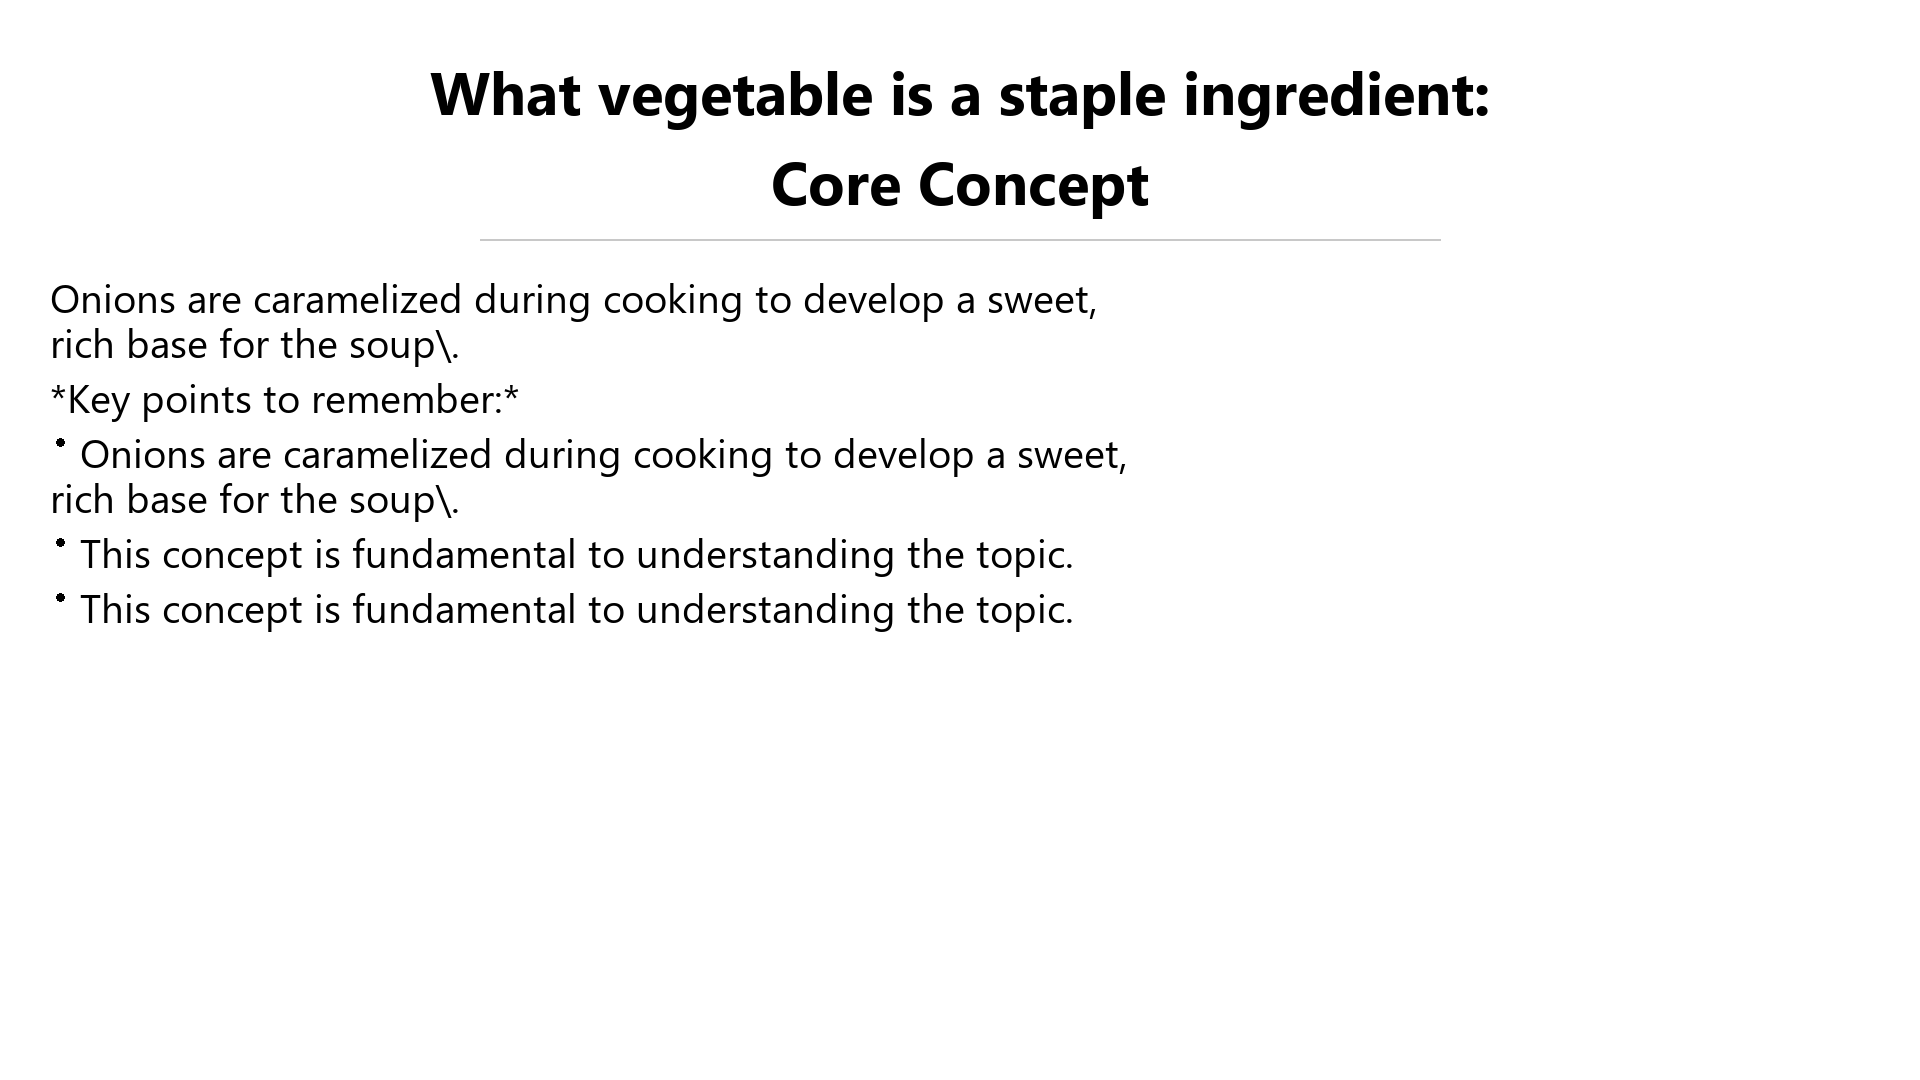 What vegetable is a staple ingredient:
Core Concept
Onions are caramelized during cooking to develop a sweet,
rich base for the soup\.
*Key points to remember:*
• Onions are caramelized during cooking to develop a sweet,
rich base for the soup\.
• This concept is fundamental to understanding the topic.
• This concept is fundamental to understanding the topic.